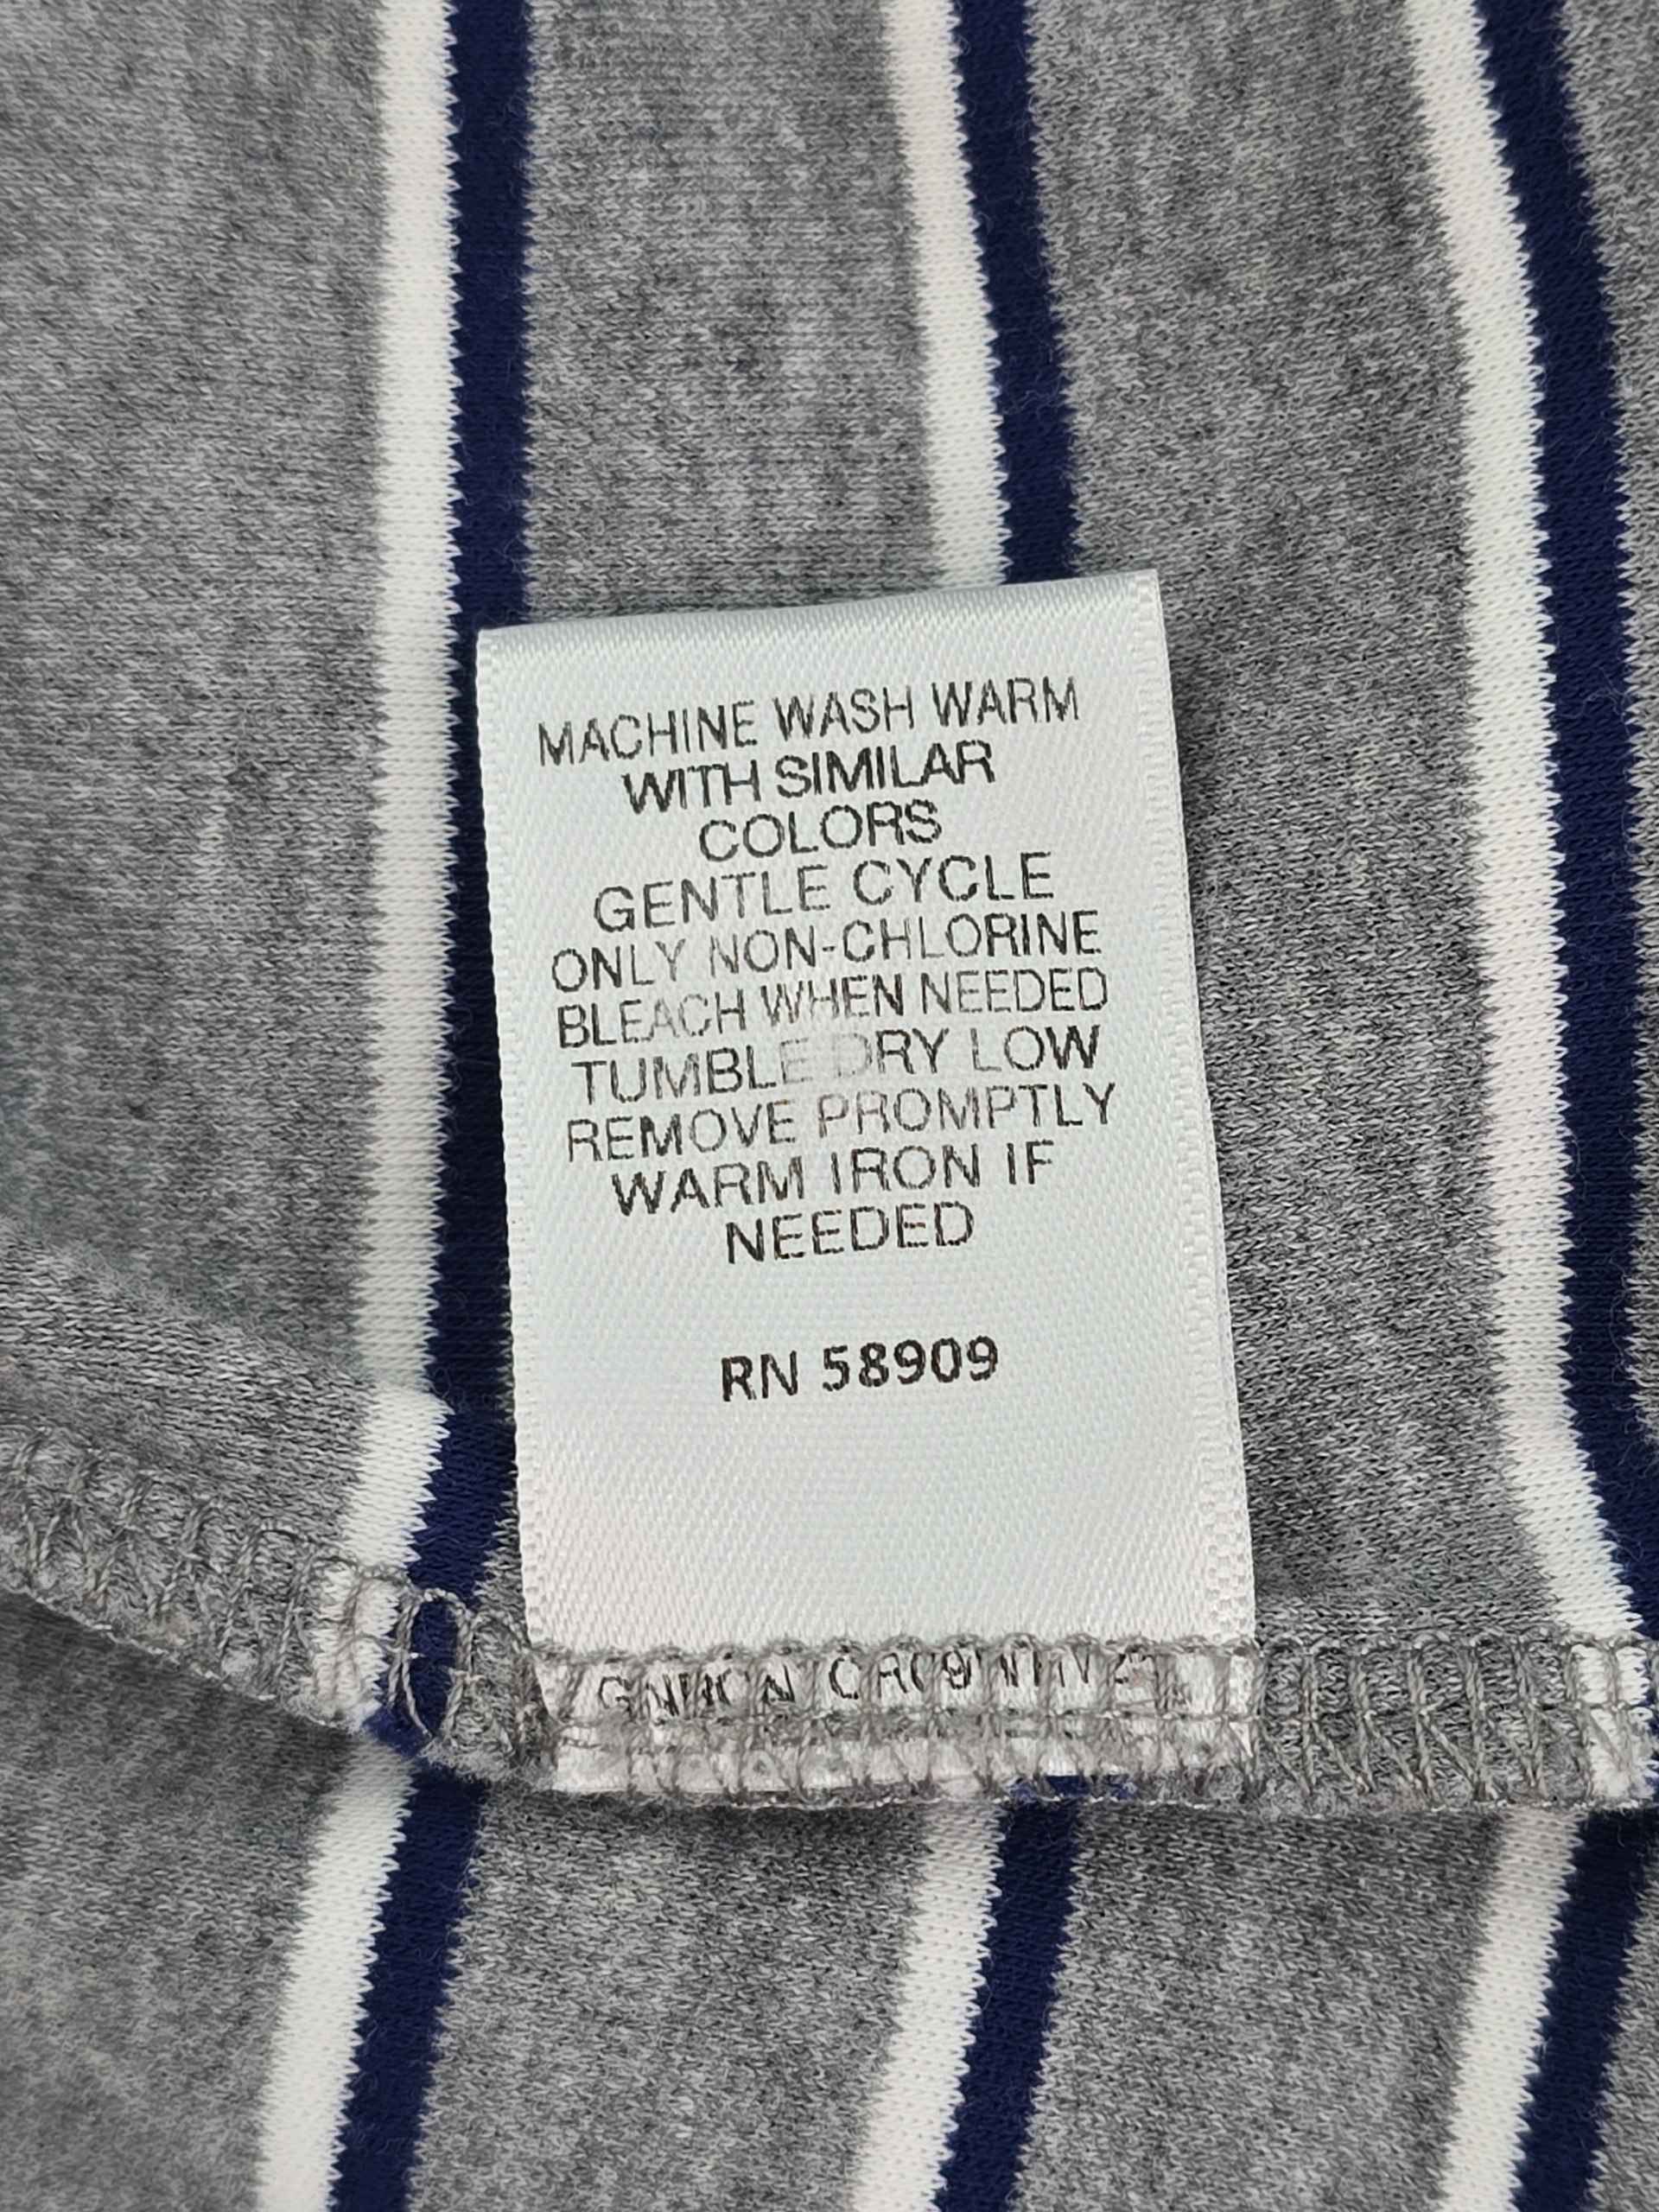 MACHINE WASH WARM
WITH SIMILAR
COLORS
GENTLE CYCLE
ONLY NON-CHLORINE
BLEACH WHEN NEEDED
TUMBLE DRY LOW
REMOVE PROMPTLY
WARM IRON IF
NEEDED
RN 58909